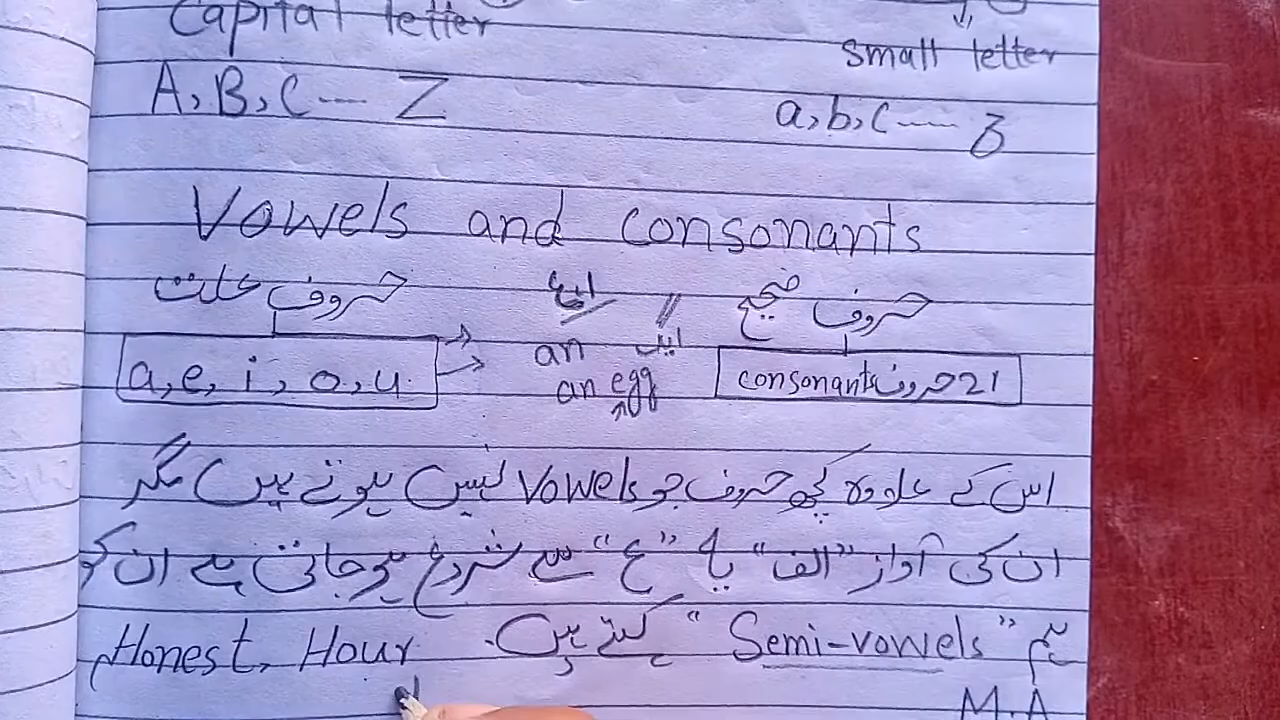 Capital letter
small letter
A, B, C --- Z
a, b, c --- z
Vowels and consonants
حروف علت
حروف صحیح
ایک
an
a, e, i, o, u
an egg
21 حروف consonants
اس کے علاوہ کچھ حروف جو Vowels نہیں ہوتے ہیں مگر
ان کی آواز "الف" یا "ع" سے شروع ہو جاتی ہے ان کو
ہم "Semi-vowels" کہتے ہیں۔ Honest, Hour
M.A